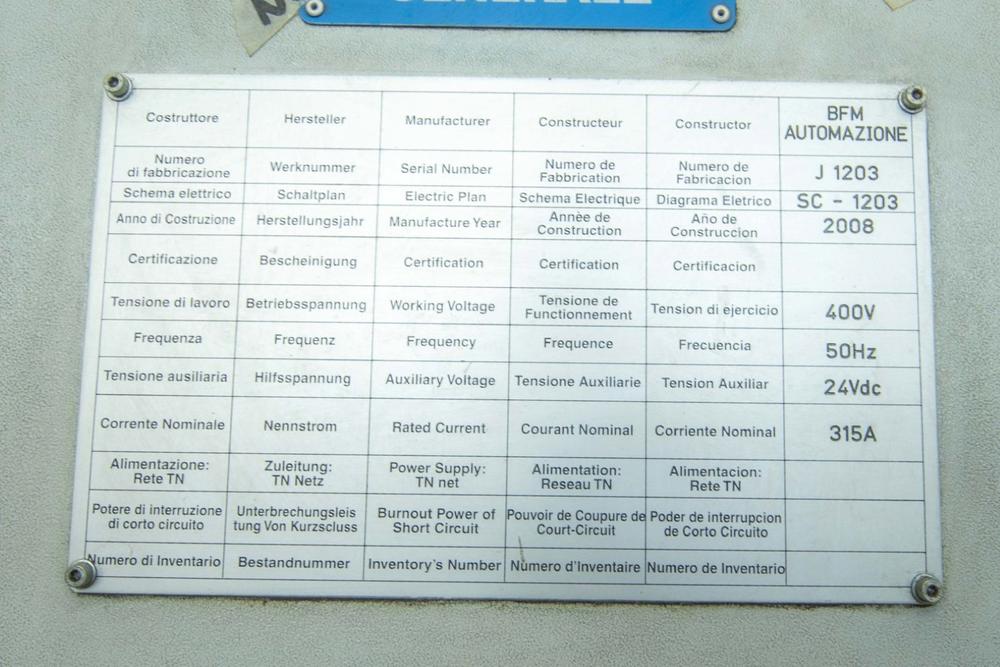 Costruttore Hersteller Manufacturer Constructeur Constructor BFM AUTOMAZIONE
Numero di fabbricazione Werknummer Serial Number Numero de Fabbrication Numero de Fabricacion J 1203
Schema elettrico Schaltplan Electric Plan Schema Electrique Diagrama Eletrico SC - 1203
Anno di Costruzione Herstellungsjahr Manufacture Year Annèe de Construction Año de Construccion 2008
Certificazione Bescheinigung Certification Certification Certificacion
Tensione di lavoro Betriebsspannung Working Voltage Tensione de Functionnement Tension di ejercicio 400V
Frequenza Frequenz Frequency Frequence Frecuencia 50Hz
Tensione ausiliaria Hilfsspannung Auxiliary Voltage Tensione Auxiliarie Tension Auxiliar 24Vdc
Corrente Nominale Nennstrom Rated Current Courant Nominal Corriente Nominal 315A
Alimentazione: Rete TN Zuleitung: TN Netz Power Supply: TN net Alimentation: Reseau TN Alimentacion: Rete TN
Potere di interruzione di corto circuito Unterbrechungsleis tung Von Kurzscluss Burnout Power of Short Circuit Pouvoir de Coupure de Court-Circuit Poder de interrupcion de Corto Circuito
Numero di Inventario Bestandnummer Inventory's Number Numero d'Inventaire Numero de Inventario